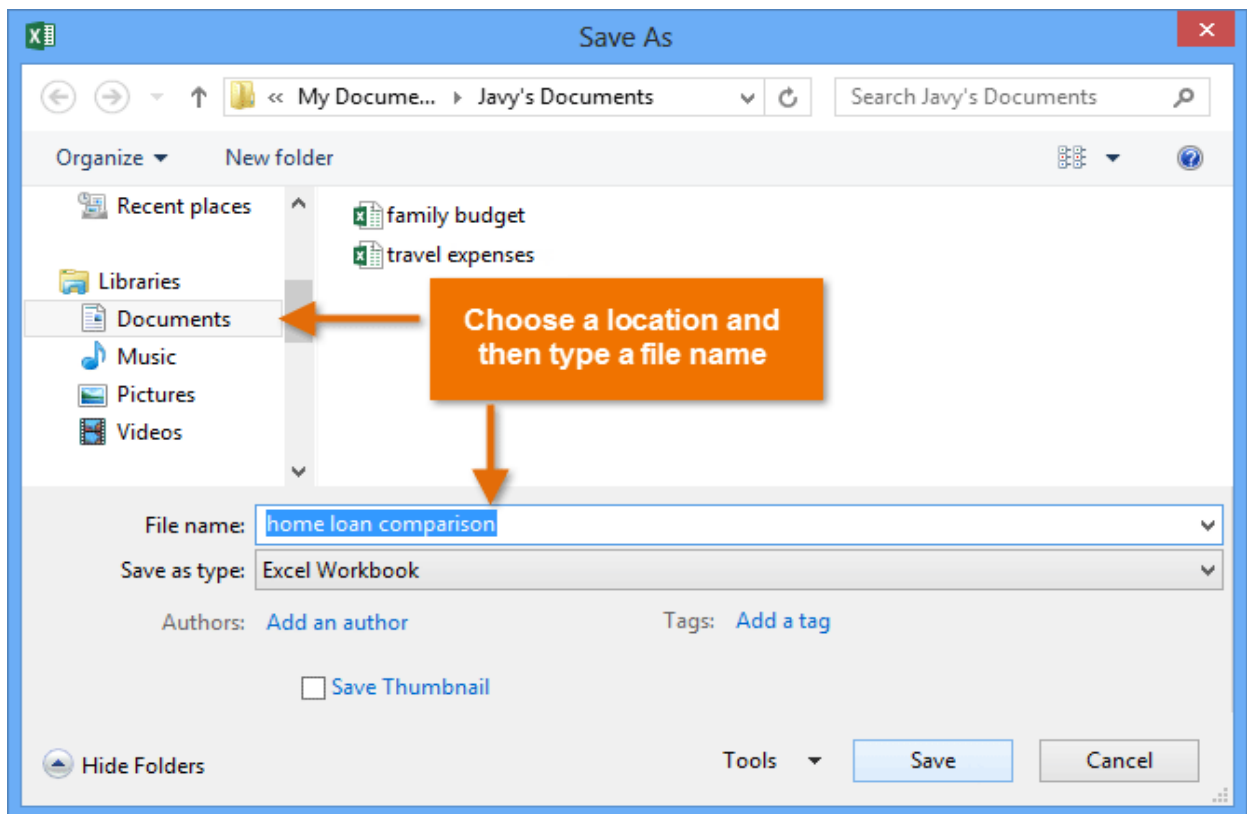 Save As
« My Docume... Javy's Documents
Search Javy's Documents
Organize
New folder
Recent places
Libraries
Documents
Music
Pictures
Videos
family budget
travel expenses
Choose a location and
then type a file name
File name: home loan comparison
Save as type: Excel Workbook
Authors: Add an author
Tags: Add a tag
Save Thumbnail
Hide Folders
Tools
Save
Cancel